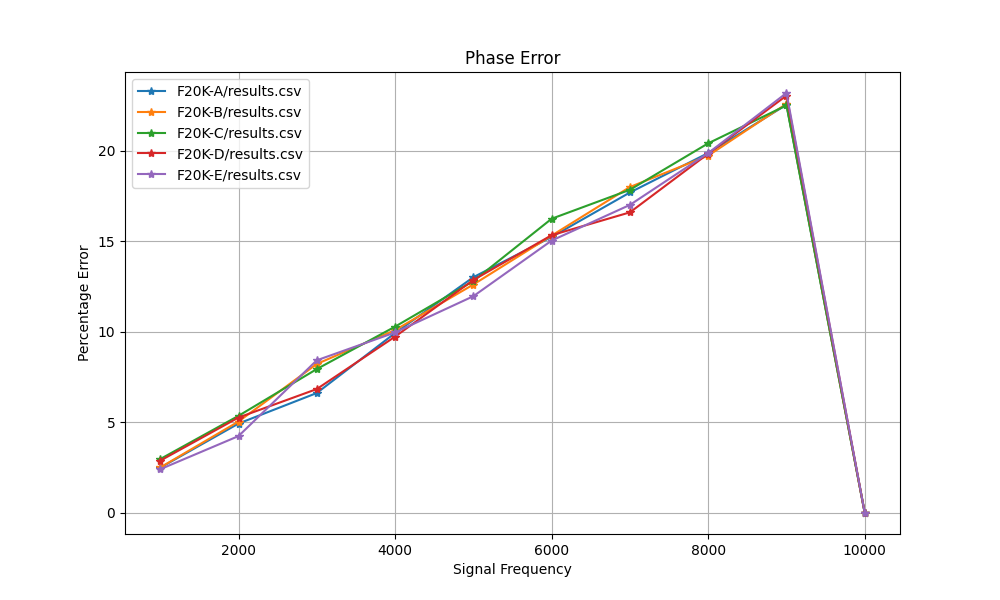 Phase Error
F20K-A/results.csv
F20K-B/results.csv
F20K-C/results.csv
F20K-D/results.csv
F20K-E/results.csv
Percentage Error
20
15
10
5
0
2000 4000 6000 8000 10000
Signal Frequency